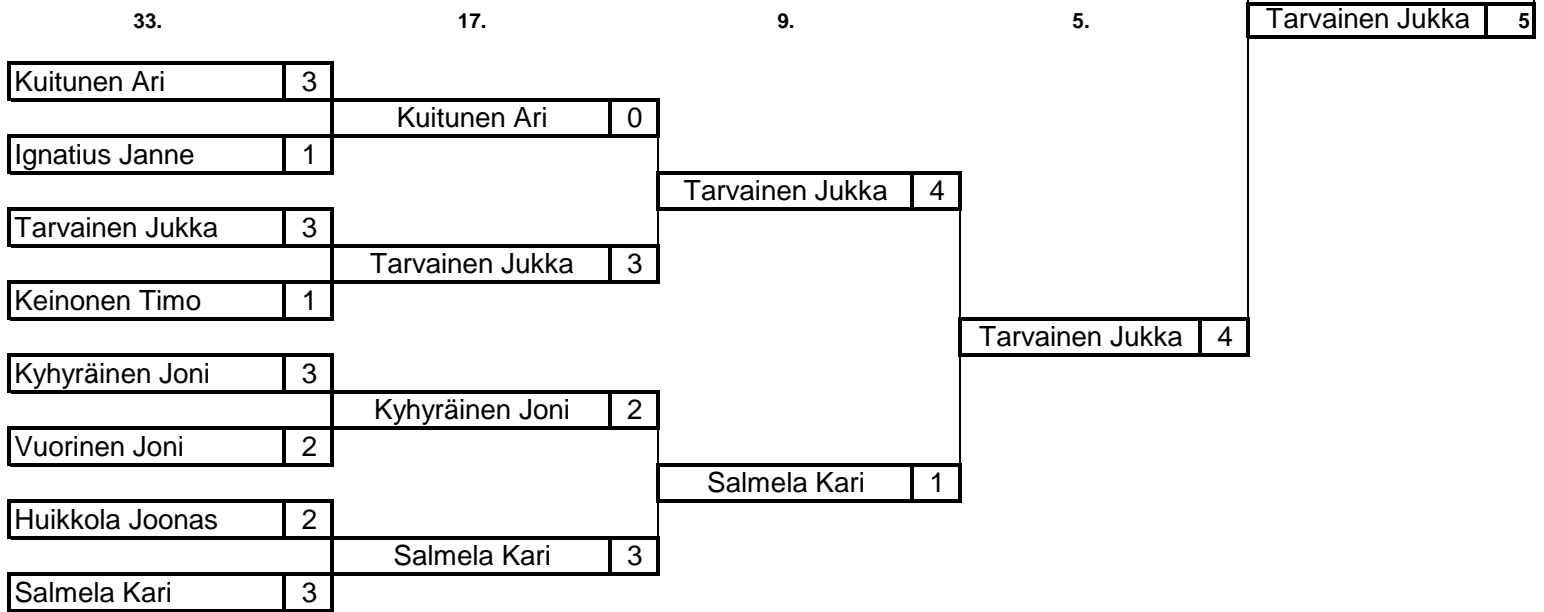 33. 17. 9. 5. Tarvainen Jukka 5
Kuitunen Ari 3
Kuitunen Ari 0
Ignatius Janne 1
Tarvainen Jukka 4
Tarvainen Jukka 3
Tarvainen Jukka 3
Keinonen Timo 1
Tarvainen Jukka 4
Kyhyräinen Joni 3
Kyhyräinen Joni 2
Vuorinen Joni 2
Salmela Kari 1
Huikkola Joonas 2
Salmela Kari 3
Salmela Kari 3